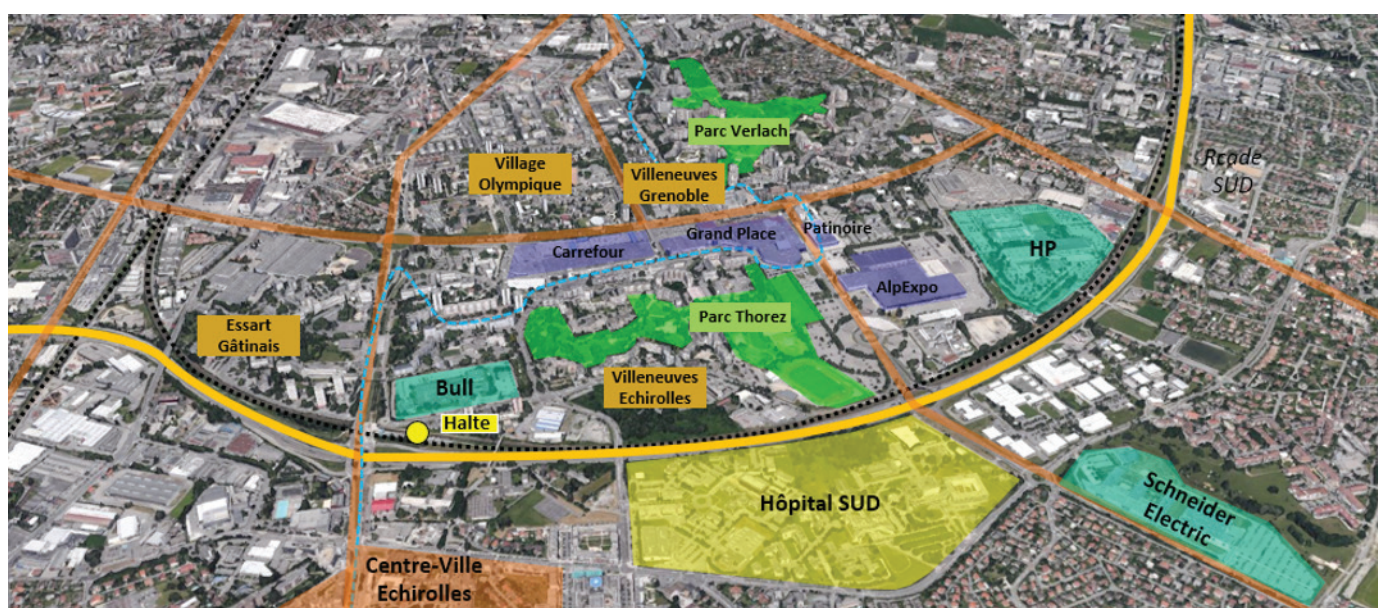 Parc Verlach
Rcade
SUD
Village
Olympique
Villeneuves
Grenoble
Patinoire
Grand Place
Carrefour
HP
AlpExpo
Parc Thorez
Essart
Gâtinais
Villeneuves
Echirolles
Bull
Halte
Hôpital SUD
Schneider
Electric
Centre-Ville
Echirolles